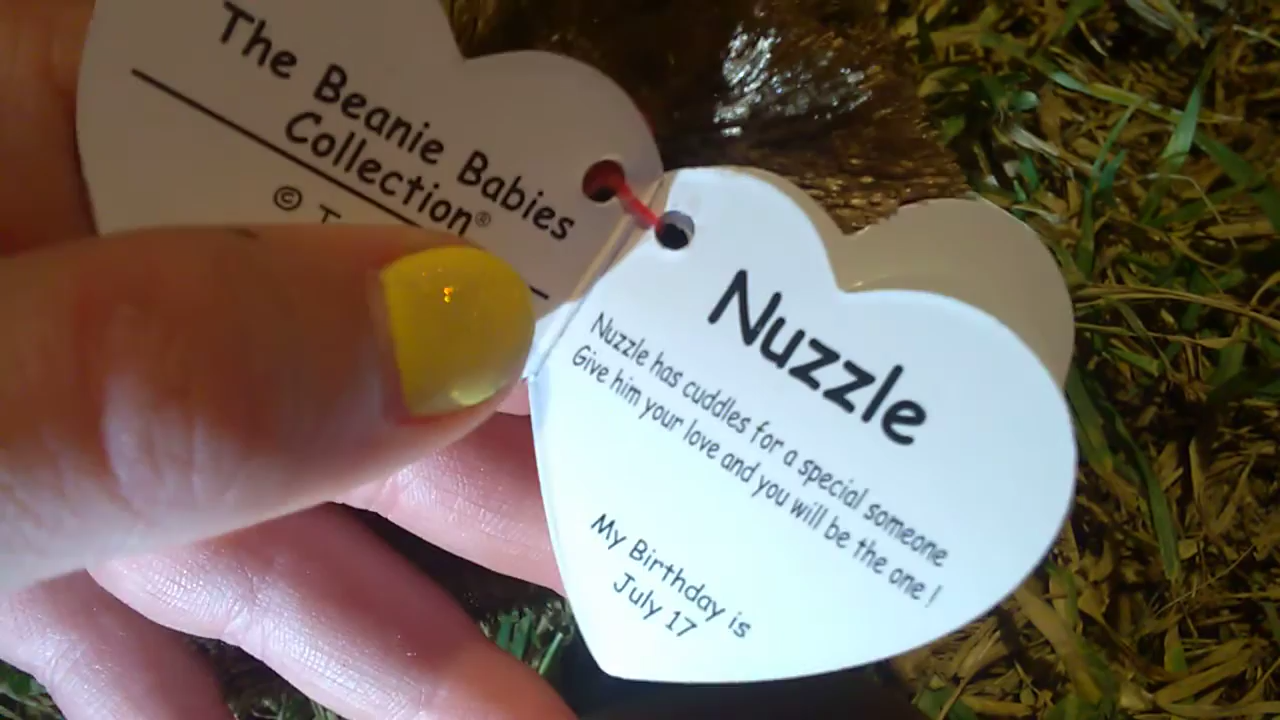 The Beanie Babies
Collection®
© T
Nuzzle
Nuzzle has cuddles for a special someone
Give him your love and you will be the one !
My Birthday is
July 17